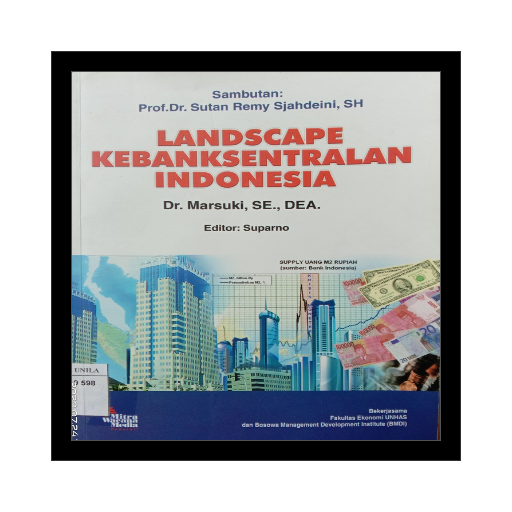 Sambutan:
Prof.Dr. Sutan Remy Sjahdeini, SH
LANDSCAPE
KEBANKSENTRALAN
INDONESIA
Dr. Marsuki, SE., DEA.
Editor: Suparno
SUPPLY UANG M2 RUPIAH
(sumber: Bank Indonesia)
UNILA
598
Mitra
Wacana
Media
Bekerjasama
Fakultas Ekonomi UNHAS
dan Bosowa Management Development Institute (BMDI)